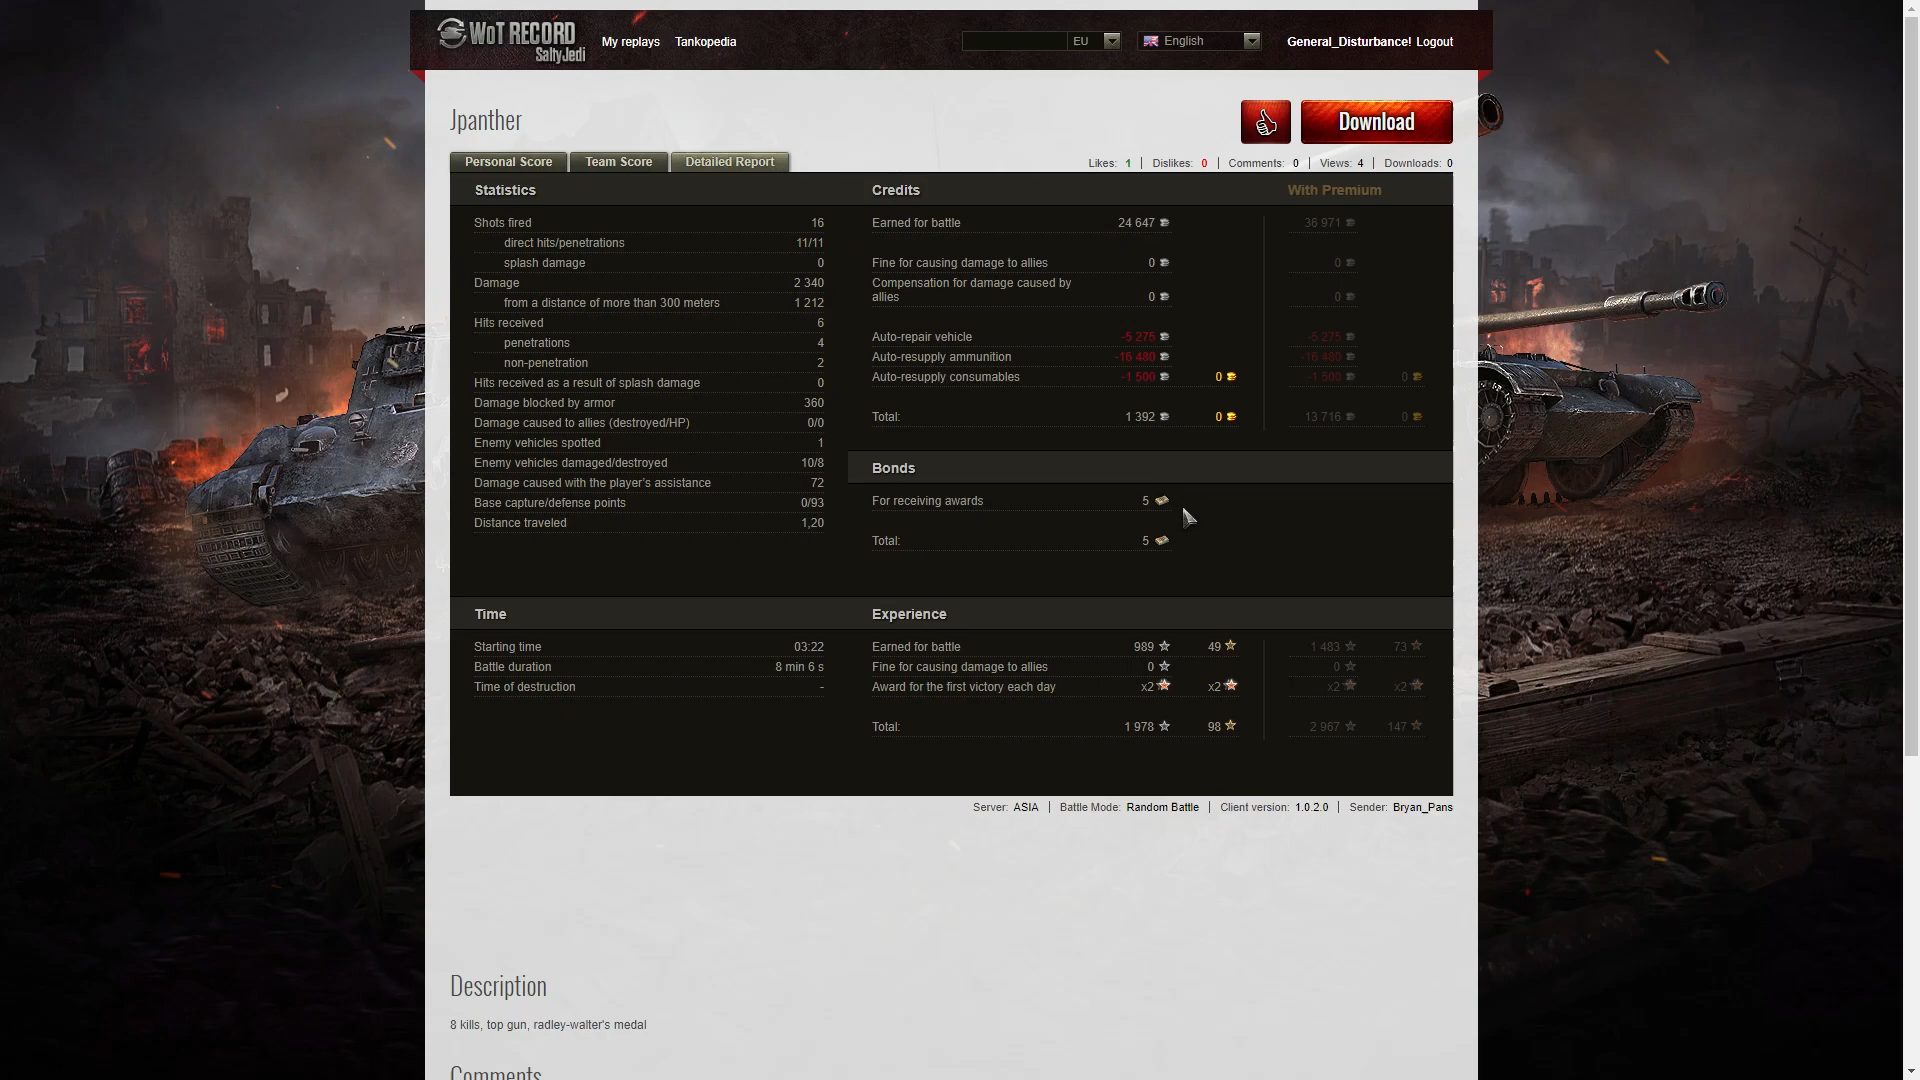 WoT RECORD
SaltyJedi
My replays Tankopedia EU English General_Disturbance! Logout
Jpanther
Download
Personal Score Team Score Detailed Report
Likes: 1 | Dislikes: 0 | Comments: 0 | Views: 4 | Downloads: 0
Statistics
Shots fired 16
direct hits/penetrations 11/11
splash damage 0
Damage 2 340
from a distance of more than 300 meters 1 212
Hits received 6
penetrations 4
non-penetration 2
Hits received as a result of splash damage 0
Damage blocked by armor 360
Damage caused to allies (destroyed/HP) 0/0
Enemy vehicles spotted 1
Enemy vehicles damaged/destroyed 10/8
Damage caused with the player's assistance 72
Base capture/defense points 0/93
Distance traveled 1,20
Credits With Premium
Earned for battle 24 647 36 971
Fine for causing damage to allies 0 0
Compensation for damage caused by
allies 0 0
Auto-repair vehicle -5 275 -5 275
Auto-resupply ammunition -16 480 -16 480
Auto-resupply consumables -1 500 0 -1 500 0
Total: 1 392 0 13 716 0
Bonds
For receiving awards 5
Total: 5
Time
Starting time 03:22
Battle duration 8 min 6 s
Time of destruction -
Experience
Earned for battle 989 49 1 483 73
Fine for causing damage to allies 0 0
Award for the first victory each day x2 x2 x2 x2
Total: 1 978 98 2 967 147
Server: ASIA | Battle Mode: Random Battle | Client version: 1.0.2.0 | Sender: Bryan_Pans
Description
8 kills, top gun, radley-walter's medal
Comments